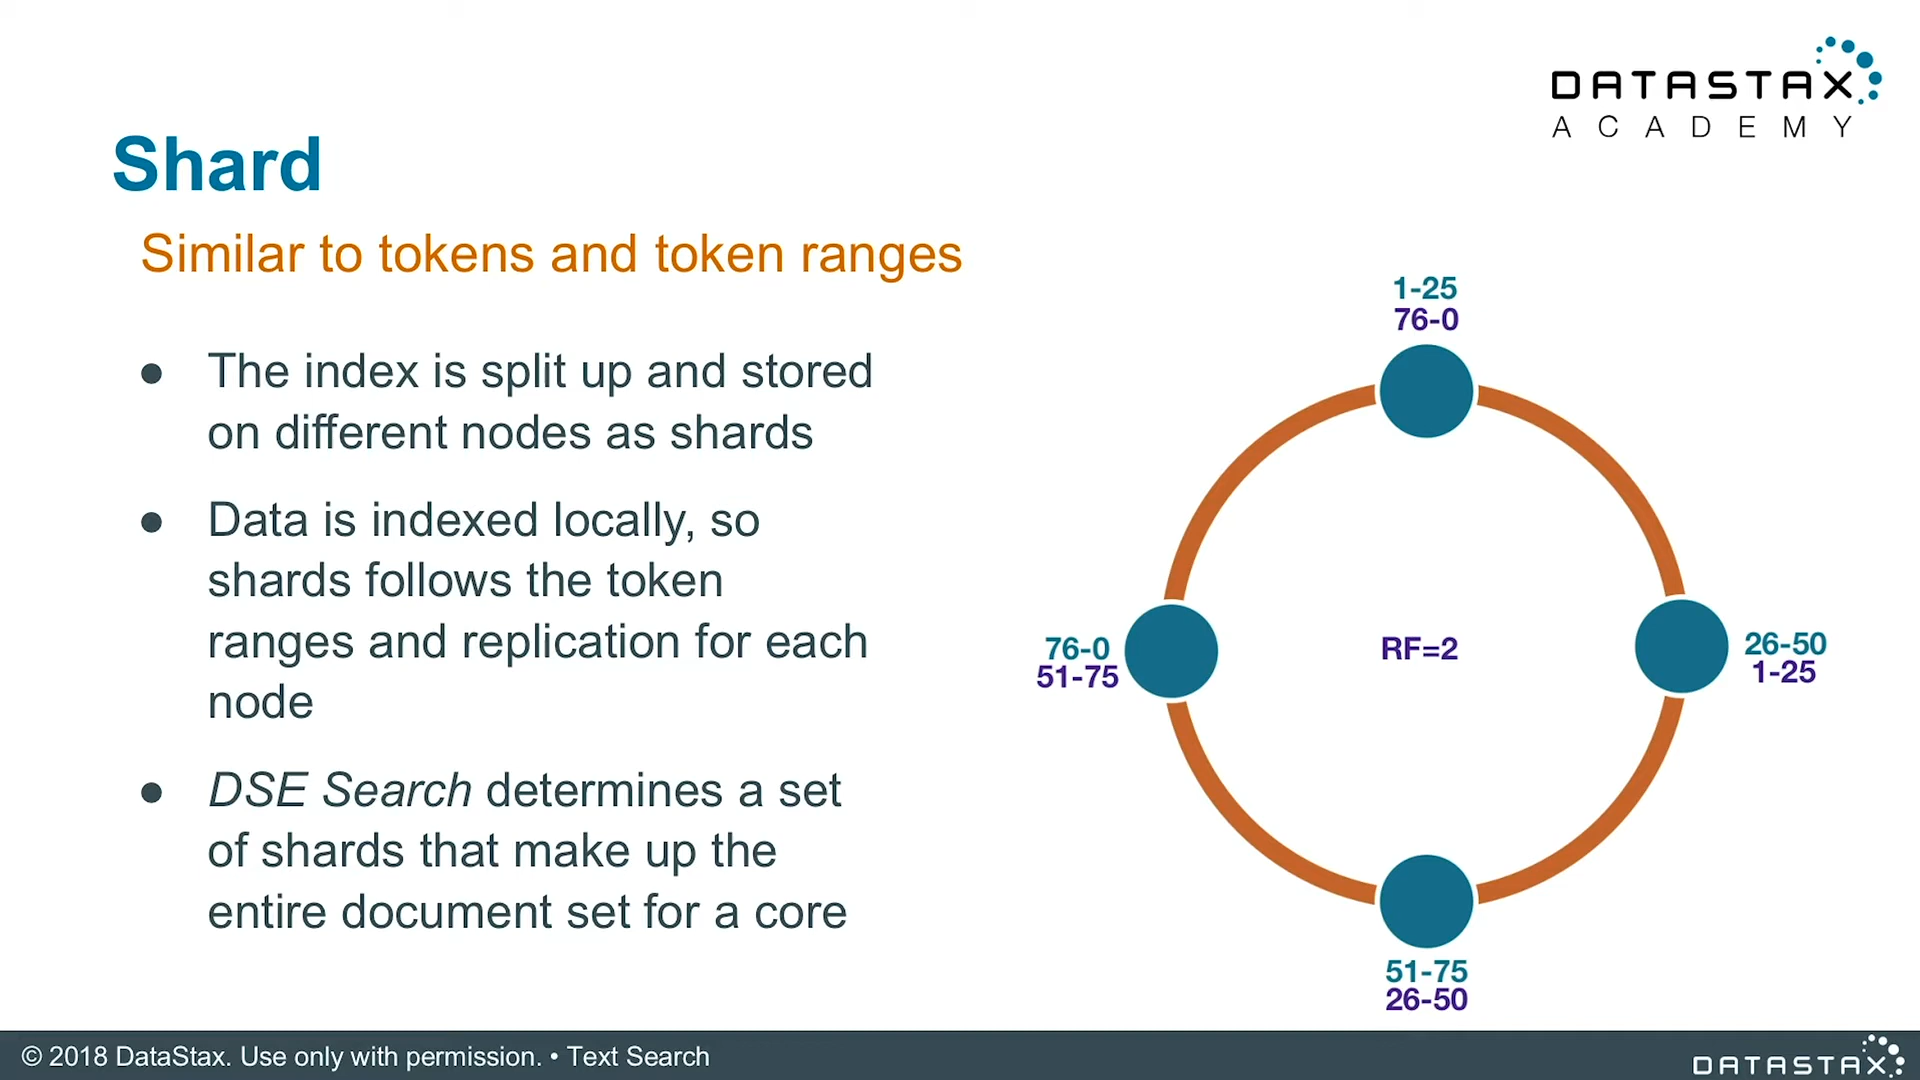 DATASTAX
ACADEMY
Shard
Similar to tokens and token ranges
● The index is split up and stored
on different nodes as shards
● Data is indexed locally, so
shards follows the token
ranges and replication for each
node
● DSE Search determines a set
of shards that make up the
entire document set for a core
1-25
76-0
76-0
51-75
RF=2
26-50
1-25
51-75
26-50
© 2018 DataStax. Use only with permission. • Text Search
DATASTAX